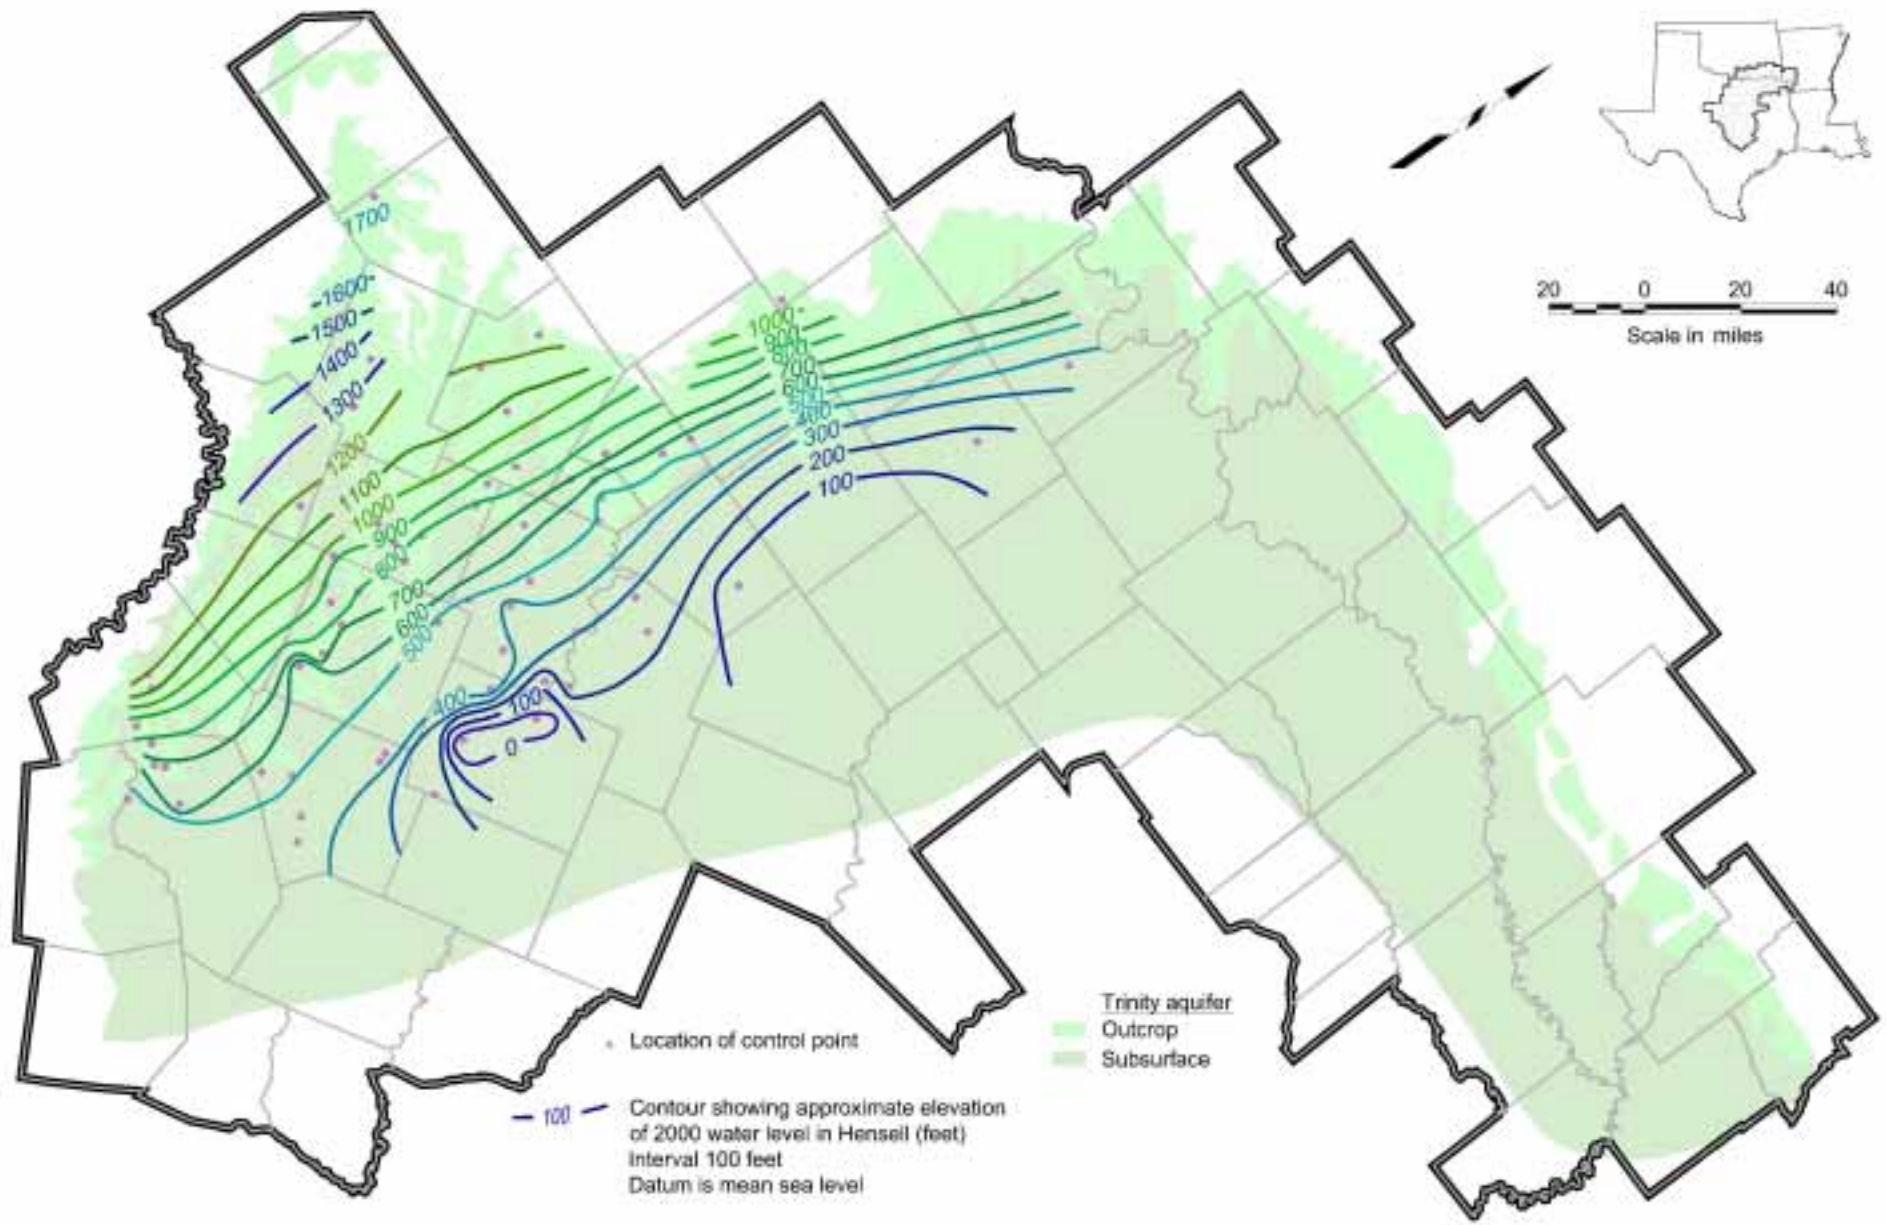 1700
-1600-
-1500-
1400
1300
1200
1100
1000
900
800
700
600
500
400
100
0
1000-
900
800
700
600
500
400
300
200
100
20 0 20 40
Scale in miles
Trinity aquifer
Outcrop
Subsurface
Location of control point
100
Contour showing approximate elevation
of 2000 water level in Hensell (feet)
Interval 100 feet
Datum is mean sea level